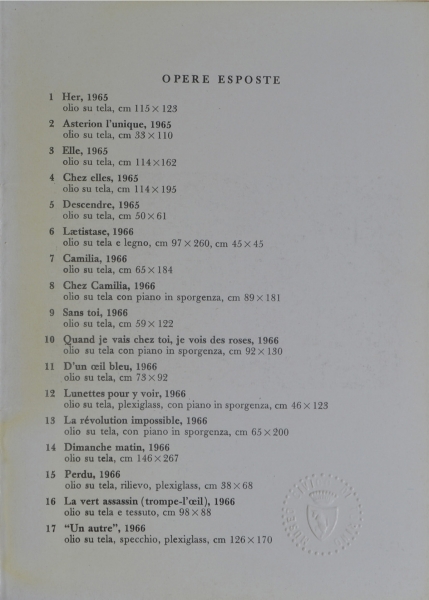 OPERE ESPOSTE
1 Her, 1965
olio su tela, cm 115 × 123
2 Asterion l'unique, 1965
olio su tela, cm 33 × 110
3 Elle, 1965
olio su tela, cm 114 × 162
4 Chez elles, 1965
olio su tela, cm 114 × 195
5 Descendre, 1965
olio su tela, cm 50 × 61
6 Lætistase, 1966
olio su tela e legno, cm 97 × 260, cm 45 × 45
7 Camilia, 1966
olio su tela, cm 65 × 184
8 Chez Camilia, 1966
olio su tela con piano in sporgenza, cm 89 × 181
9 Sans toi, 1966
olio su tela, cm 59 × 122
10 Quand je vais chez toi, je vois des roses, 1966
olio su tela con piano in sporgenza, cm 92 × 130
11 D'un œil bleu, 1966
olio su tela, cm 73 × 92
12 Lunettes pour y voir, 1966
olio su tela, plexiglass, con piano in sporgenza, cm 46 × 123
13 La révolution impossible, 1966
olio su tela, con piano in sporgenza, cm 65 × 200
14 Dimanche matin, 1966
olio su tela, cm 146 × 267
15 Perdu, 1966
olio su tela, rilievo, plexiglass, cm 38 × 68
16 La vert assassin (trompe-l'œil), 1966
olio su tela e tessuto, cm 98 × 88
17 "Un autre", 1966
olio su tela, specchio, plexiglass, cm 126 × 170